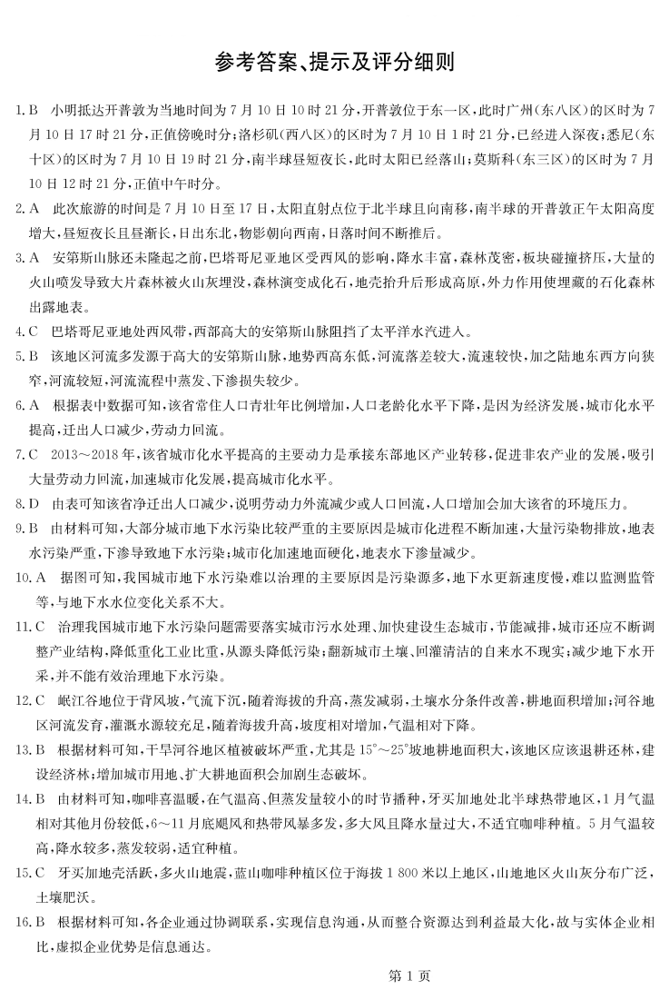 参考答案、提示及评分细则
1. B 小明抵达开普敦为当地时间为 7 月 10 日 10 时 21 分,开普敦位于东一区,此时广州(东八区)的区时为 7
月 10 日 17 时 21 分,正值傍晚时分;洛杉矶(西八区)的区时为 7 月 10 日 1 时 21 分,已经进入深夜;悉尼(东
十区)的区时为 7 月 10 日 19 时 21 分,南半球昼短夜长,此时太阳已经落山;莫斯科(东三区)的区时为 7 月
10 日 12 时 21 分,正值中午时分。
2. A 此次旅游的时间是 7 月 10 日至 17 日,太阳直射点位于北半球且向南移,南半球的开普敦正午太阳高度
增大,昼短夜长且昼渐长,日出东北,物影朝向西南,日落时间不断推后。
3. A 安第斯山脉还未隆起之前,巴塔哥尼亚地区受西风的影响,降水丰富,森林茂密,板块碰撞挤压,大量的
火山喷发导致大片森林被火山灰埋没,森林演变成化石,地壳抬升后形成高原,外力作用使埋藏的石化森林
出露地表。
4. C 巴塔哥尼亚地处西风带,西部高大的安第斯山脉阻挡了太平洋水汽进入。
5. B 该地区河流多发源于高大的安第斯山脉,地势西高东低,河流落差较大,流速较快,加之陆地东西方向狭
窄,河流较短,河流流程中蒸发、下渗损失较少。
6. A 根据表中数据可知,该省常住人口青壮年比例增加,人口老龄化水平下降,是因为经济发展,城市化水平
提高,迁出人口减少,劳动力回流。
7. C 2013～2018 年,该省城市化水平提高的主要动力是承接东部地区产业转移,促进非农产业的发展,吸引
大量劳动力回流,加速城市化发展,提高城市化水平。
8. D 由表可知该省净迁出人口减少,说明劳动力外流减少或人口回流,人口增加会加大该省的环境压力。
9. B 由材料可知,大部分城市地下水污染比较严重的主要原因是城市化进程不断加速,大量污染物排放,地表
水污染严重,下渗导致地下水污染;城市化加速地面硬化,地表水下渗量减少。
10. A 据图可知,我国城市地下水污染难以治理的主要原因是污染源多,地下水更新速度慢,难以监测监管
等,与地下水水位变化关系不大。
11. C 治理我国城市地下水污染问题需要落实城市污水处理、加快建设生态城市,节能减排,城市还应不断调
整产业结构,降低重化工业比重,从源头降低污染;翻新城市土壤、回灌清洁的自来水不现实;减少地下水开
采,并不能有效治理地下水污染。
12. C 岷江谷地位于背风坡,气流下沉,随着海拔的升高,蒸发减弱,土壤水分条件改善,耕地面积增加;河谷地
区河流发育,灌溉水源较充足,随着海拔升高,坡度相对增加,气温相对下降。
13. B 根据材料可知,干旱河谷地区植被破坏严重,尤其是 15°～25°坡地耕地面积大,该地区应该退耕还林,建
设经济林;增加城市用地、扩大耕地面积会加剧生态破坏。
14. B 由材料可知,咖啡喜温暖,在气温高、但蒸发量较小的时节播种,牙买加地处北半球热带地区,1 月气温
相对其他月份较低,6～11 月底飓风和热带风暴多发,多大风且降水量过大,不适宜咖啡种植。5 月气温较
高,降水较多,蒸发较弱,适宜种植。
15. C 牙买加地壳活跃,多火山地震,蓝山咖啡种植区位于海拔 1 800 米以上地区,山地地区火山灰分布广泛,
土壤肥沃。
16. B 根据材料可知,各企业通过协调联系,实现信息沟通,从而整合资源达到利益最大化,故与实体企业相
比,虚拟企业优势是信息通达。
第 1 页